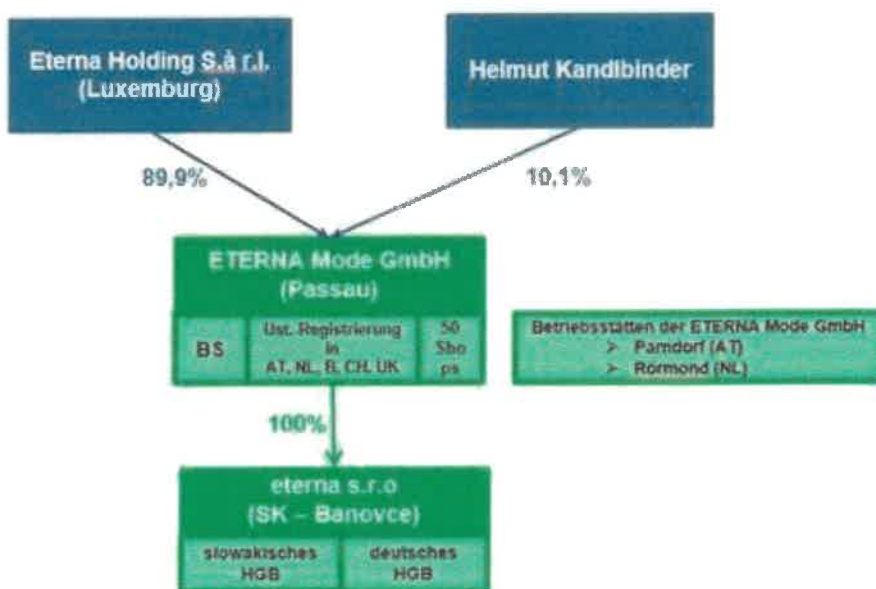 Eterna Holding S.à r.l.
(Luxemburg)
Helmut Kandlbinder
89,9%
10,1%
ETERNA Mode GmbH
(Passau)
BS
Ust. Registrierung
in
AT, NL, B, CH, UK
50
Sho
ps
Betriebsstätten der ETERNA Mode GmbH
➢ Parndorf (AT)
➢ Rormond (NL)
100%
eterna s.r.o
(SK – Banovce)
slowakisches
HGB
deutsches
HGB